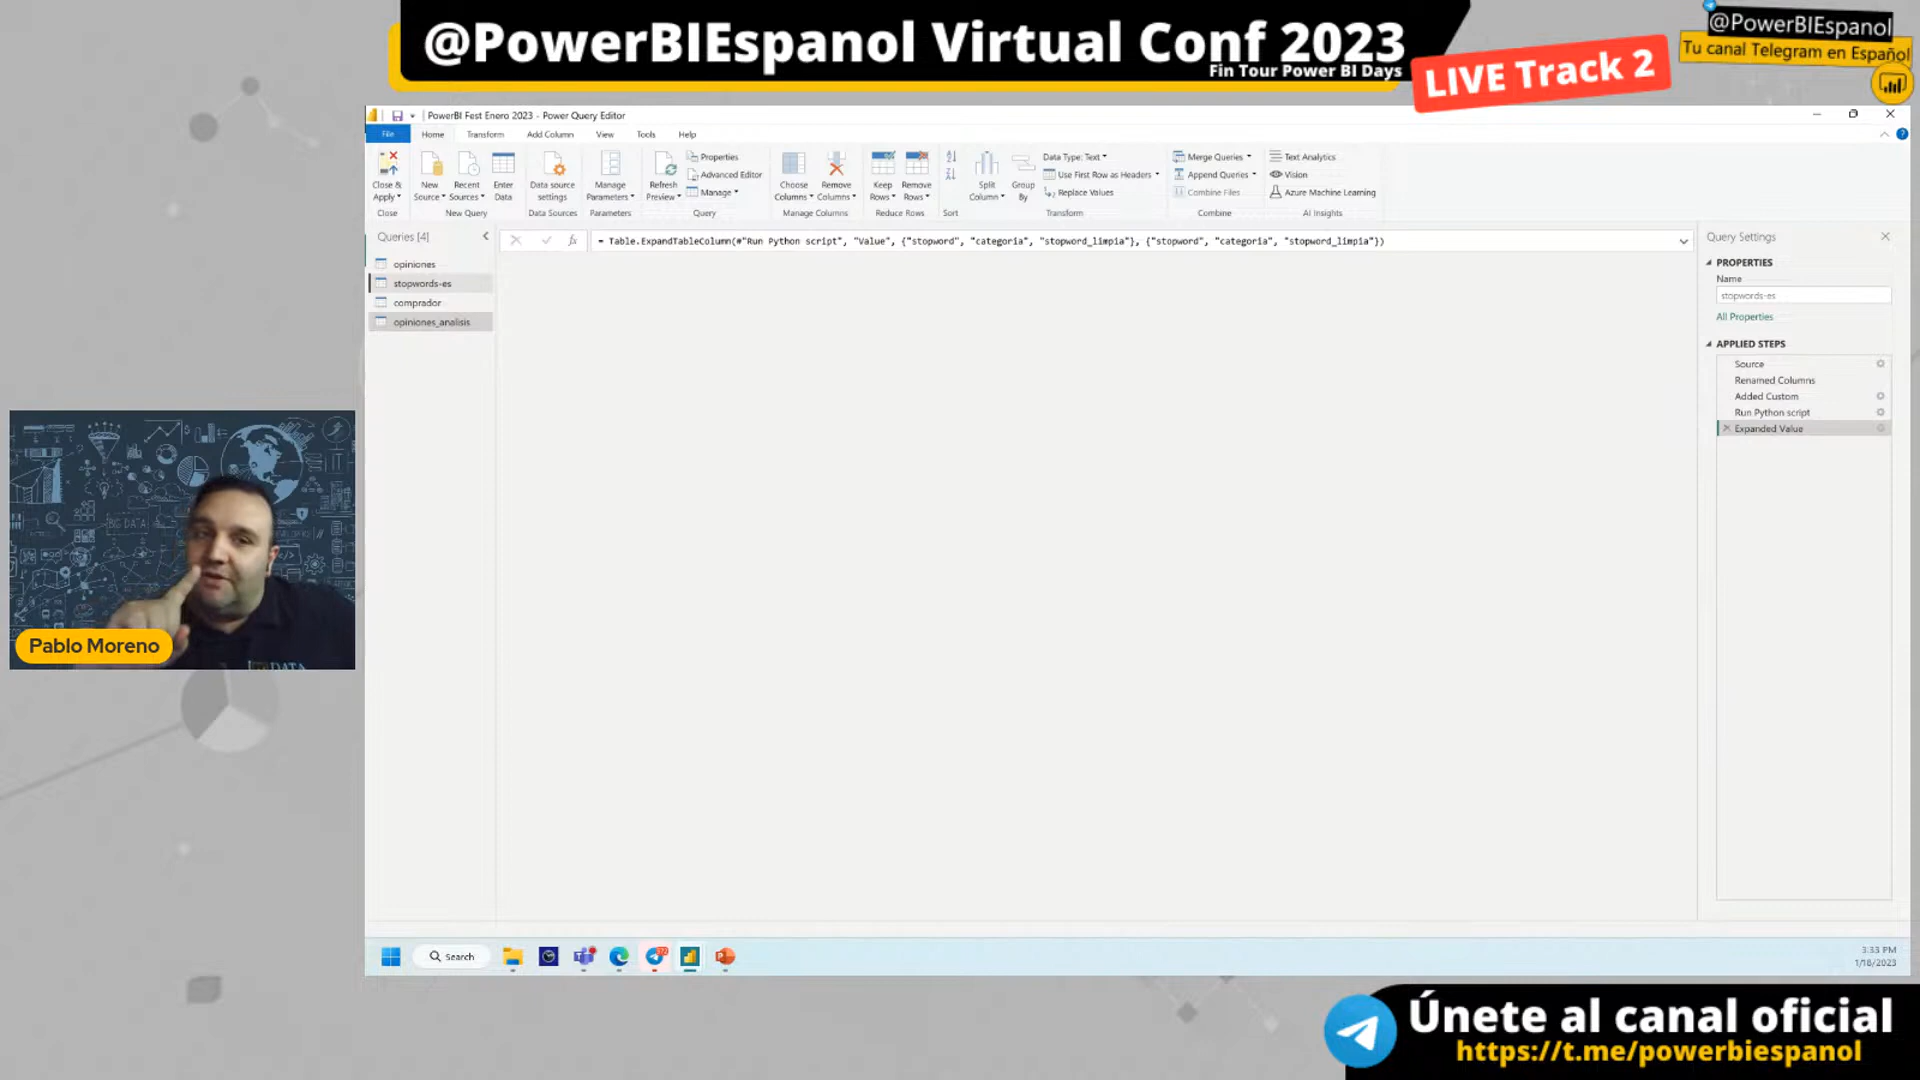 @PowerBIEspanol Virtual Conf 2023
Fin Tour Power BI Days
LIVE Track 2
@PowerBIEspanol
Tu canal Telegram en Español
PowerBI Fest Enero 2023 - Power Query Editor
File Home Transform Add Column View Tools Help
Close & Apply
New Source
Recent Sources
Enter Data
Data source settings
Manage Parameters
Refresh Preview
Properties
Advanced Editor
Manage
Choose Columns
Remove Columns
Keep Rows
Remove Rows
Split Column
Group By
Data Type: Text
Use First Row as Headers
Replace Values
Merge Queries
Append Queries
Combine Files
Text Analytics
Vision
Azure Machine Learning
Close New Query Data Sources Parameters Query Manage Columns Reduce Rows Sort Transform Combine AI Insights
Queries [4]
opiniones
stopwords-es
comprador
opiniones_analisis
= Table.ExpandTableColumn(#"Run Python script", "Value", {"stopword", "categoria", "stopword_limpia"}, {"stopword", "categoria", "stopword_limpia"})
Query Settings
PROPERTIES
Name
stopwords-es
All Properties
APPLIED STEPS
Source
Renamed Columns
Added Custom
Run Python script
Expanded Value
BIG DATA
Pablo Moreno
DATA
Search
3:33 PM
1/18/2023
Únete al canal oficial
https://t.me/powerbiespanol